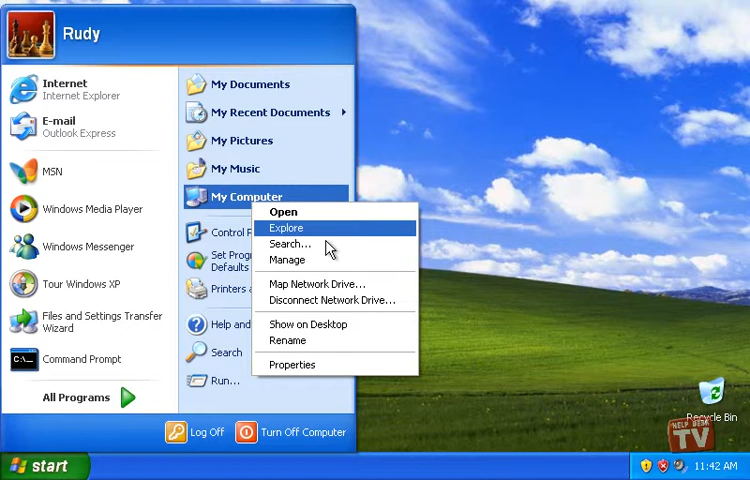 Rudy
Internet
Internet Explorer
E-mail
Outlook Express
MSN
Windows Media Player
Windows Messenger
Tour Windows XP
Files and Settings Transfer
Wizard
Command Prompt
All Programs
My Documents
My Recent Documents
My Pictures
My Music
My Computer
Control P
Set Prog
Defaults
Printers a
Help and
Search
Run...
Open
Explore
Search...
Manage
Map Network Drive...
Disconnect Network Drive...
Show on Desktop
Rename
Properties
Log Off
Turn Off Computer
Recycle Bin
HELP DESK
TV
start
11:42 AM